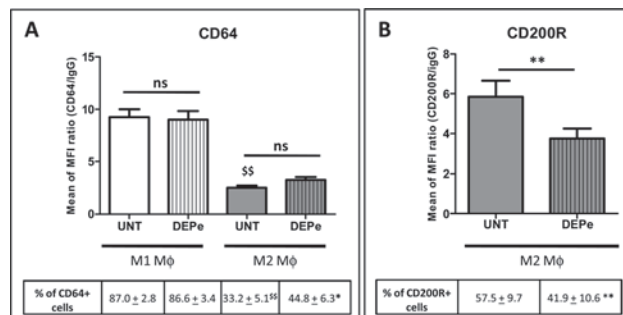 A
CD64
Mean of MFI ratio (CD64/IgG)
15
10
5
0
ns
ns
$$
UNT
DEPe
UNT
DEPe
M1 Mϕ
M2 Mϕ
% of CD64+ cells
87.0 ± 2.8
86.6 ± 3.4
33.2 ± 5.1$$
44.8 ± 6.3*
B
CD200R
Mean of MFI ratio (CD200R/IgG)
8
6
4
2
0
**
UNT
DEPe
M2 Mϕ
% of CD200R+ cells
57.5 ± 9.7
41.9 ± 10.6 **